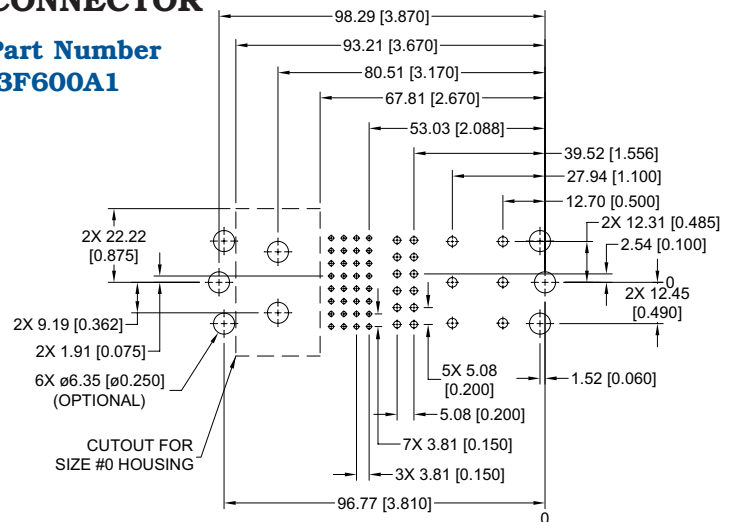 CONNECTOR
Part Number
3F600A1
98.29 [3.870]
93.21 [3.670]
80.51 [3.170]
67.81 [2.670]
53.03 [2.088]
39.52 [1.556]
27.94 [1.100]
12.70 [0.500]
2X 12.31 [0.485]
2.54 [0.100]
0
2X 12.45
[0.490]
2X 22.22
[0.875]
2X 9.19 [0.362]
2X 1.91 [0.075]
6X ø6.35 [ø0.250]
(OPTIONAL)
1.52 [0.060]
5X 5.08
[0.200]
5.08 [0.200]
7X 3.81 [0.150]
3X 3.81 [0.150]
CUTOUT FOR
SIZE #0 HOUSING
96.77 [3.810]
0